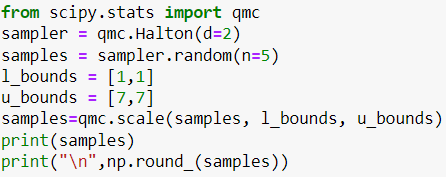 from scipy.stats import qmc
sampler = qmc.Halton(d=2)
samples = sampler.random(n=5)
l_bounds = [1,1]
u_bounds = [7,7]
samples=qmc.scale(samples, l_bounds, u_bounds)
print(samples)
print("\n",np.round_(samples))